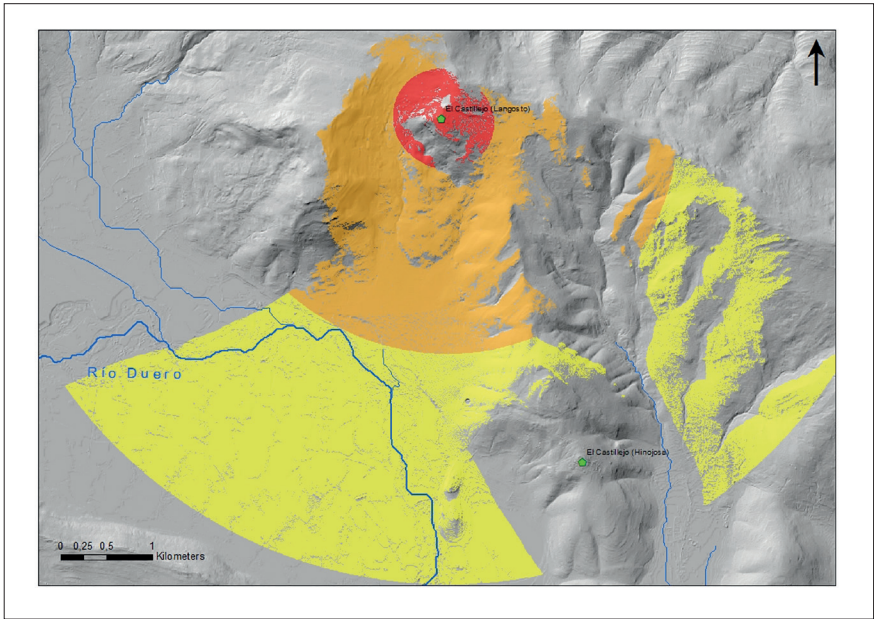 El Castillejo (Langosto)
Río Duero
El Castillejo (Hinojosa)
0 0,25 0,5 1
Kilometers